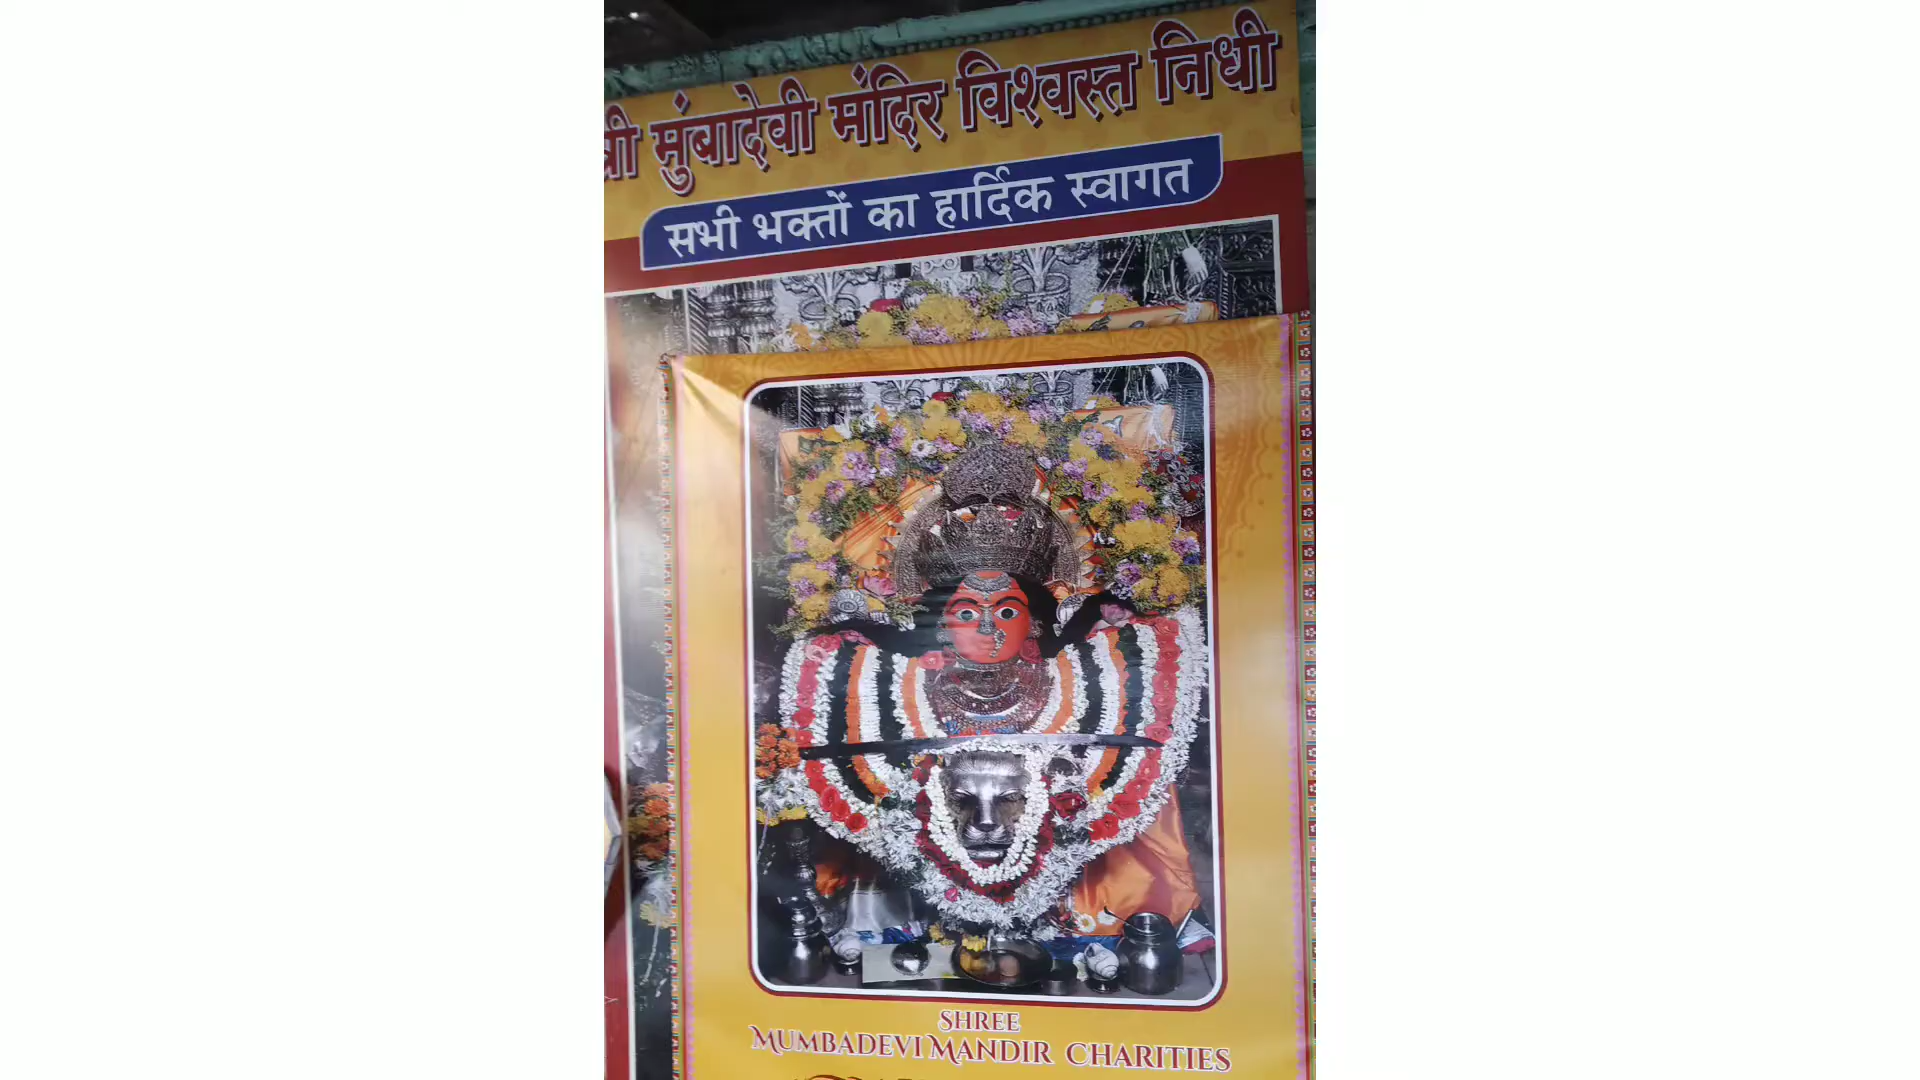 श्री मुंबादेवी मंदिर विश्वस्त निधी
सभी भक्तों का हार्दिक स्वागत
SHREE
MUMBADEVI MANDIR CHARITIES